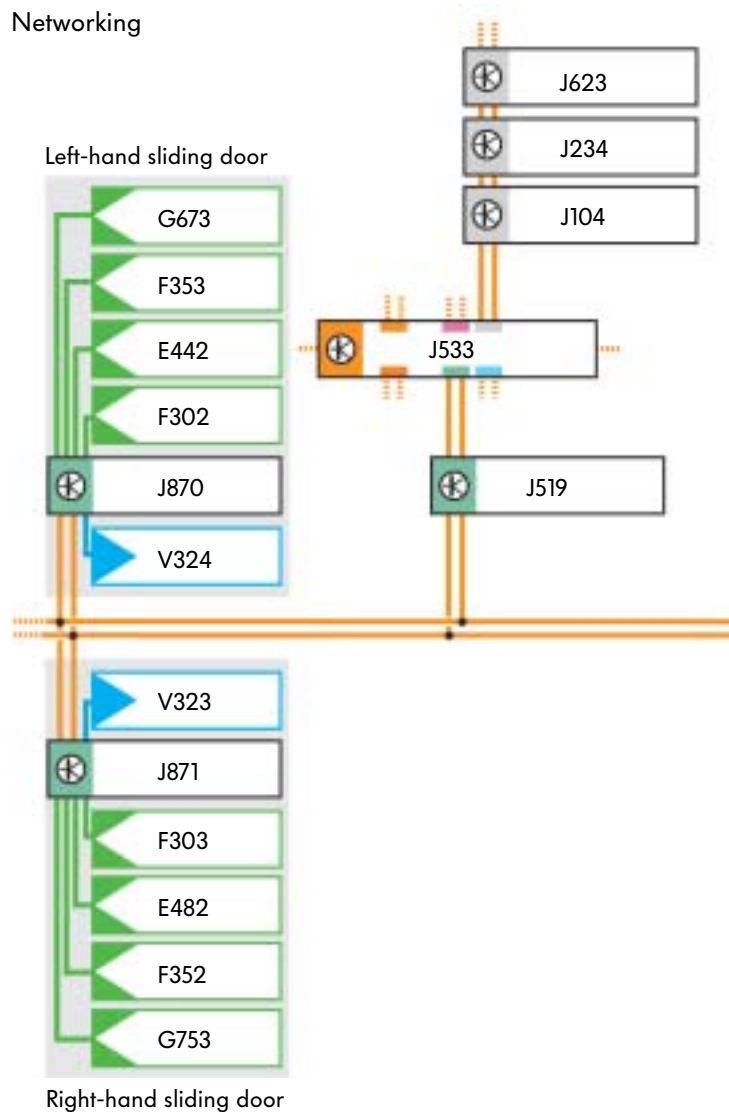 Networking
Left-hand sliding door
G673
F353
E442
F302
J870
V324
J623
J234
J104
J533
J519
V323
J871
F303
E482
F352
G753
Right-hand sliding door